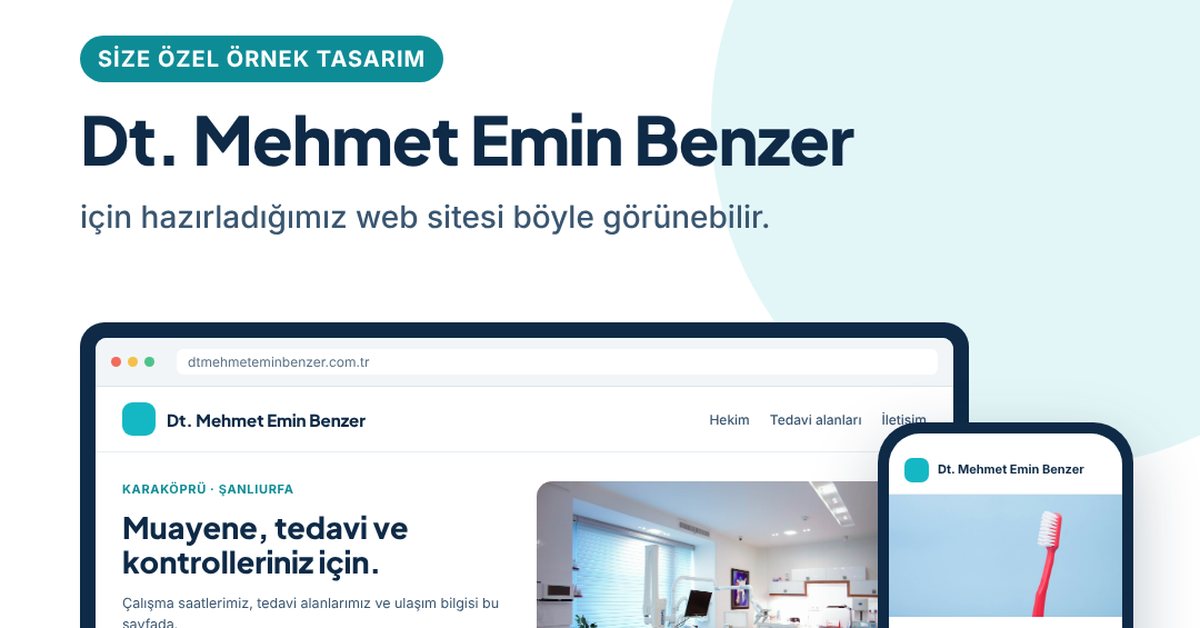 SİZE ÖZEL ÖRNEK TASARIM
Dt. Mehmet Emin Benzer
için hazırladığımız web sitesi böyle görünebilir.
dtmehmeteminbenzer.com.tr
Dt. Mehmet Emin Benzer
Hekim Tedavi alanları İletişim
Dt. Mehmet Emin Benzer
KARAKÖPRÜ · ŞANLIURFA
Muayene, tedavi ve
kontrolleriniz için.
Çalışma saatlerimiz, tedavi alanlarımız ve ulaşım bilgisi bu
sayfada.